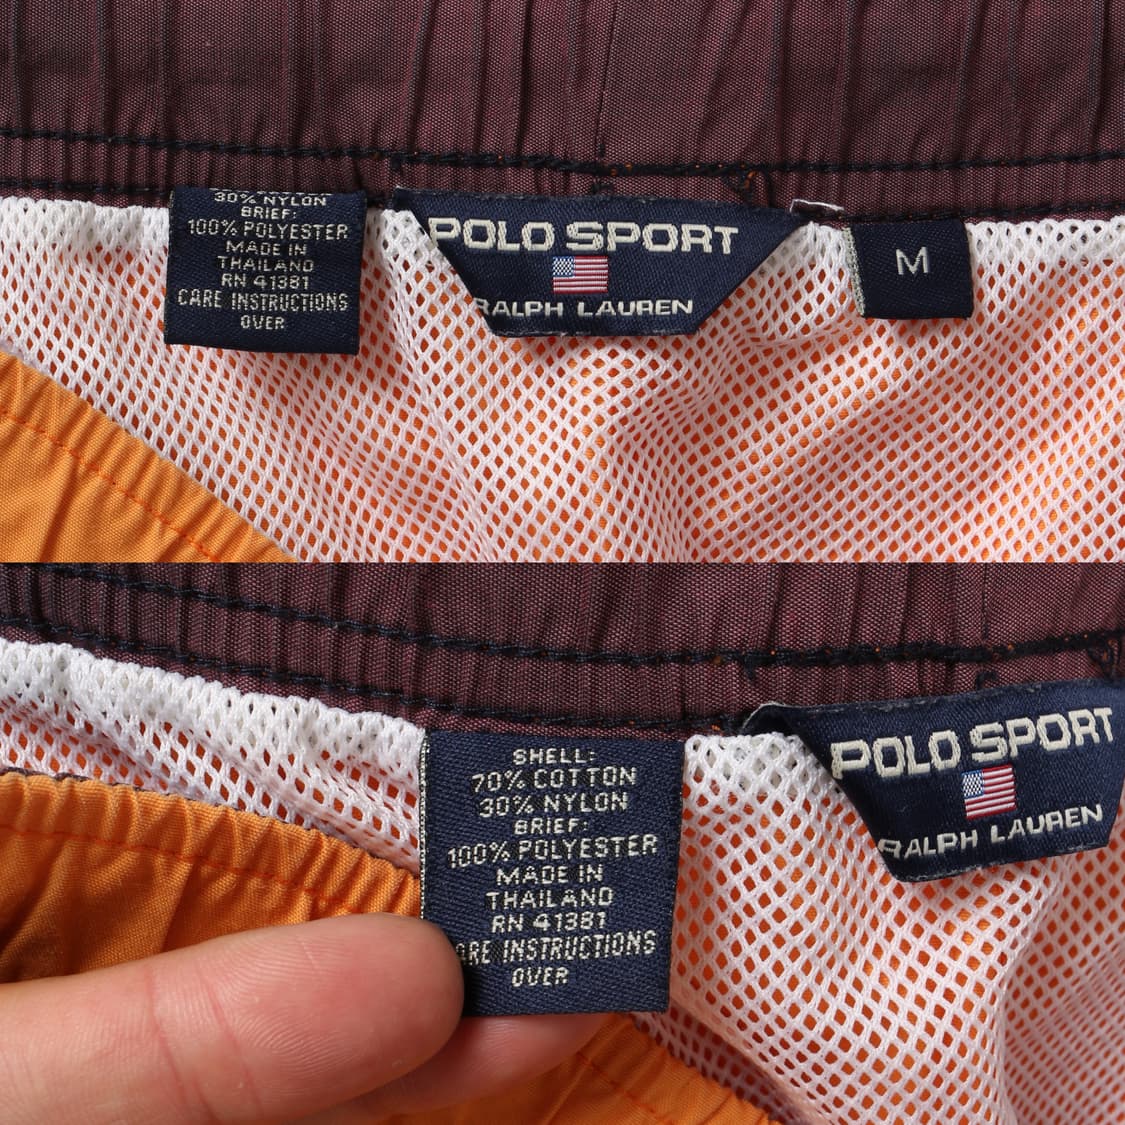 30% NYLON
BRIEF:
100% POLYESTER
MADE IN
THAILAND
RN 41381
CARE INSTRUCTIONS
OVER
POLO SPORT
RALPH LAUREN
M
SHELL:
70% COTTON
30% NYLON
BRIEF:
100% POLYESTER
MADE IN
THAILAND
RN 41381
ARE INSTRUCTIONS
OVER
POLO SPORT
RALPH LAUREN